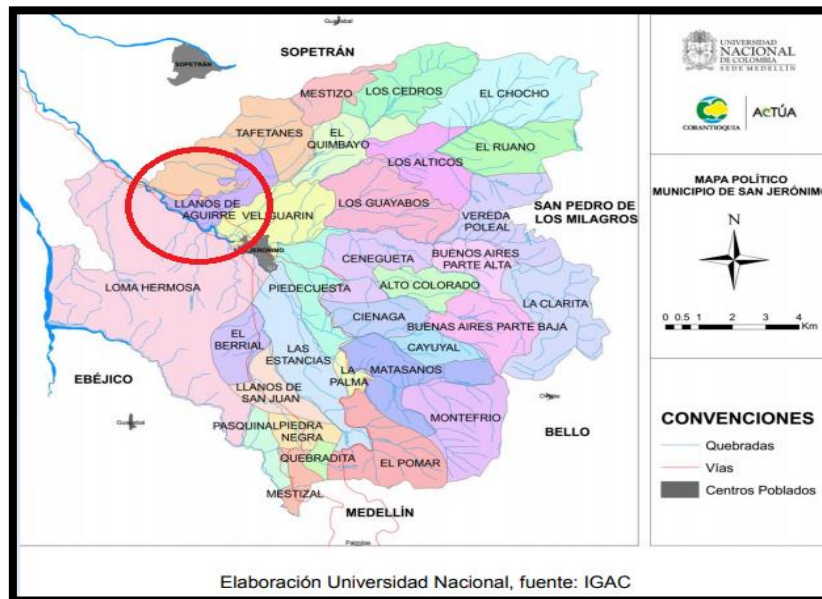 Guayabal
SOPETRÁN
SOPETRÁN
MESTIZO
LOS CEDROS
EL CHOCHO
TAFETANES
EL
QUIMBAYO
EL RUANO
LOS ALTICOS
LLANOS DE
AGUIRRE
VELIGUARIN
LOS GUAYABOS
SAN PEDRO DE
LOS MILAGROS
VEREDA
POLEAL
CENEGUETA
BUENOS AIRES
PARTE ALTA
LOMA HERMOSA
PIEDECUESTA
ALTO COLORADO
LA CLARITA
CIENAGA
BUENOS AIRES PARTE BAJA
EL
BERRIAL
LAS
ESTANCIAS
CAYUYAL
LA
PALMA
MATASANOS
EBÉJICO
LLANOS DE
SAN JUAN
MONTEFRIO
PASQUINAL
PIEDRA
NEGRA
BELLO
QUEBRADITA
EL POMAR
MESTIZAL
MEDELLÍN
UNIVERSIDAD
NACIONAL
DE COLOMBIA
SEDE MEDELLÍN
CORANTIOQUIA
ACTÚA
MAPA POLÍTICO
MUNICIPIO DE SAN JERÓNIMO
N
0 0.5 1 2 3 4
Km
CONVENCIONES
Quebradas
Vías
Centros Poblados
Elaboración Universidad Nacional, fuente: IGAC